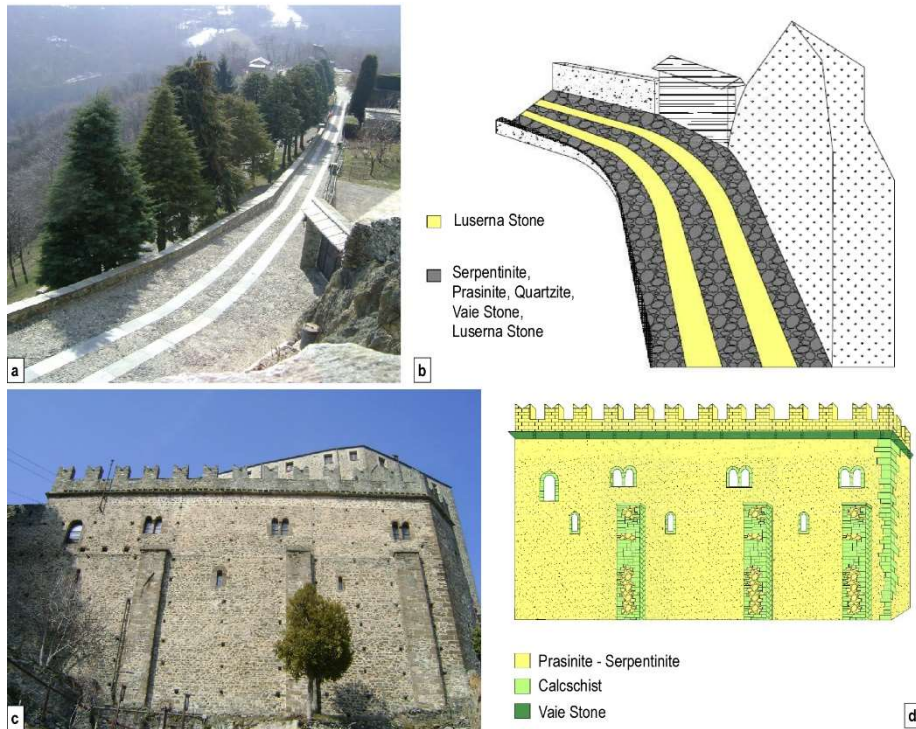 a
b
Luserna Stone
Serpentinite,
Prasinite, Quartzite,
Vaie Stone,
Luserna Stone
c
d
Prasinite - Serpentinite
Calcschist
Vaie Stone